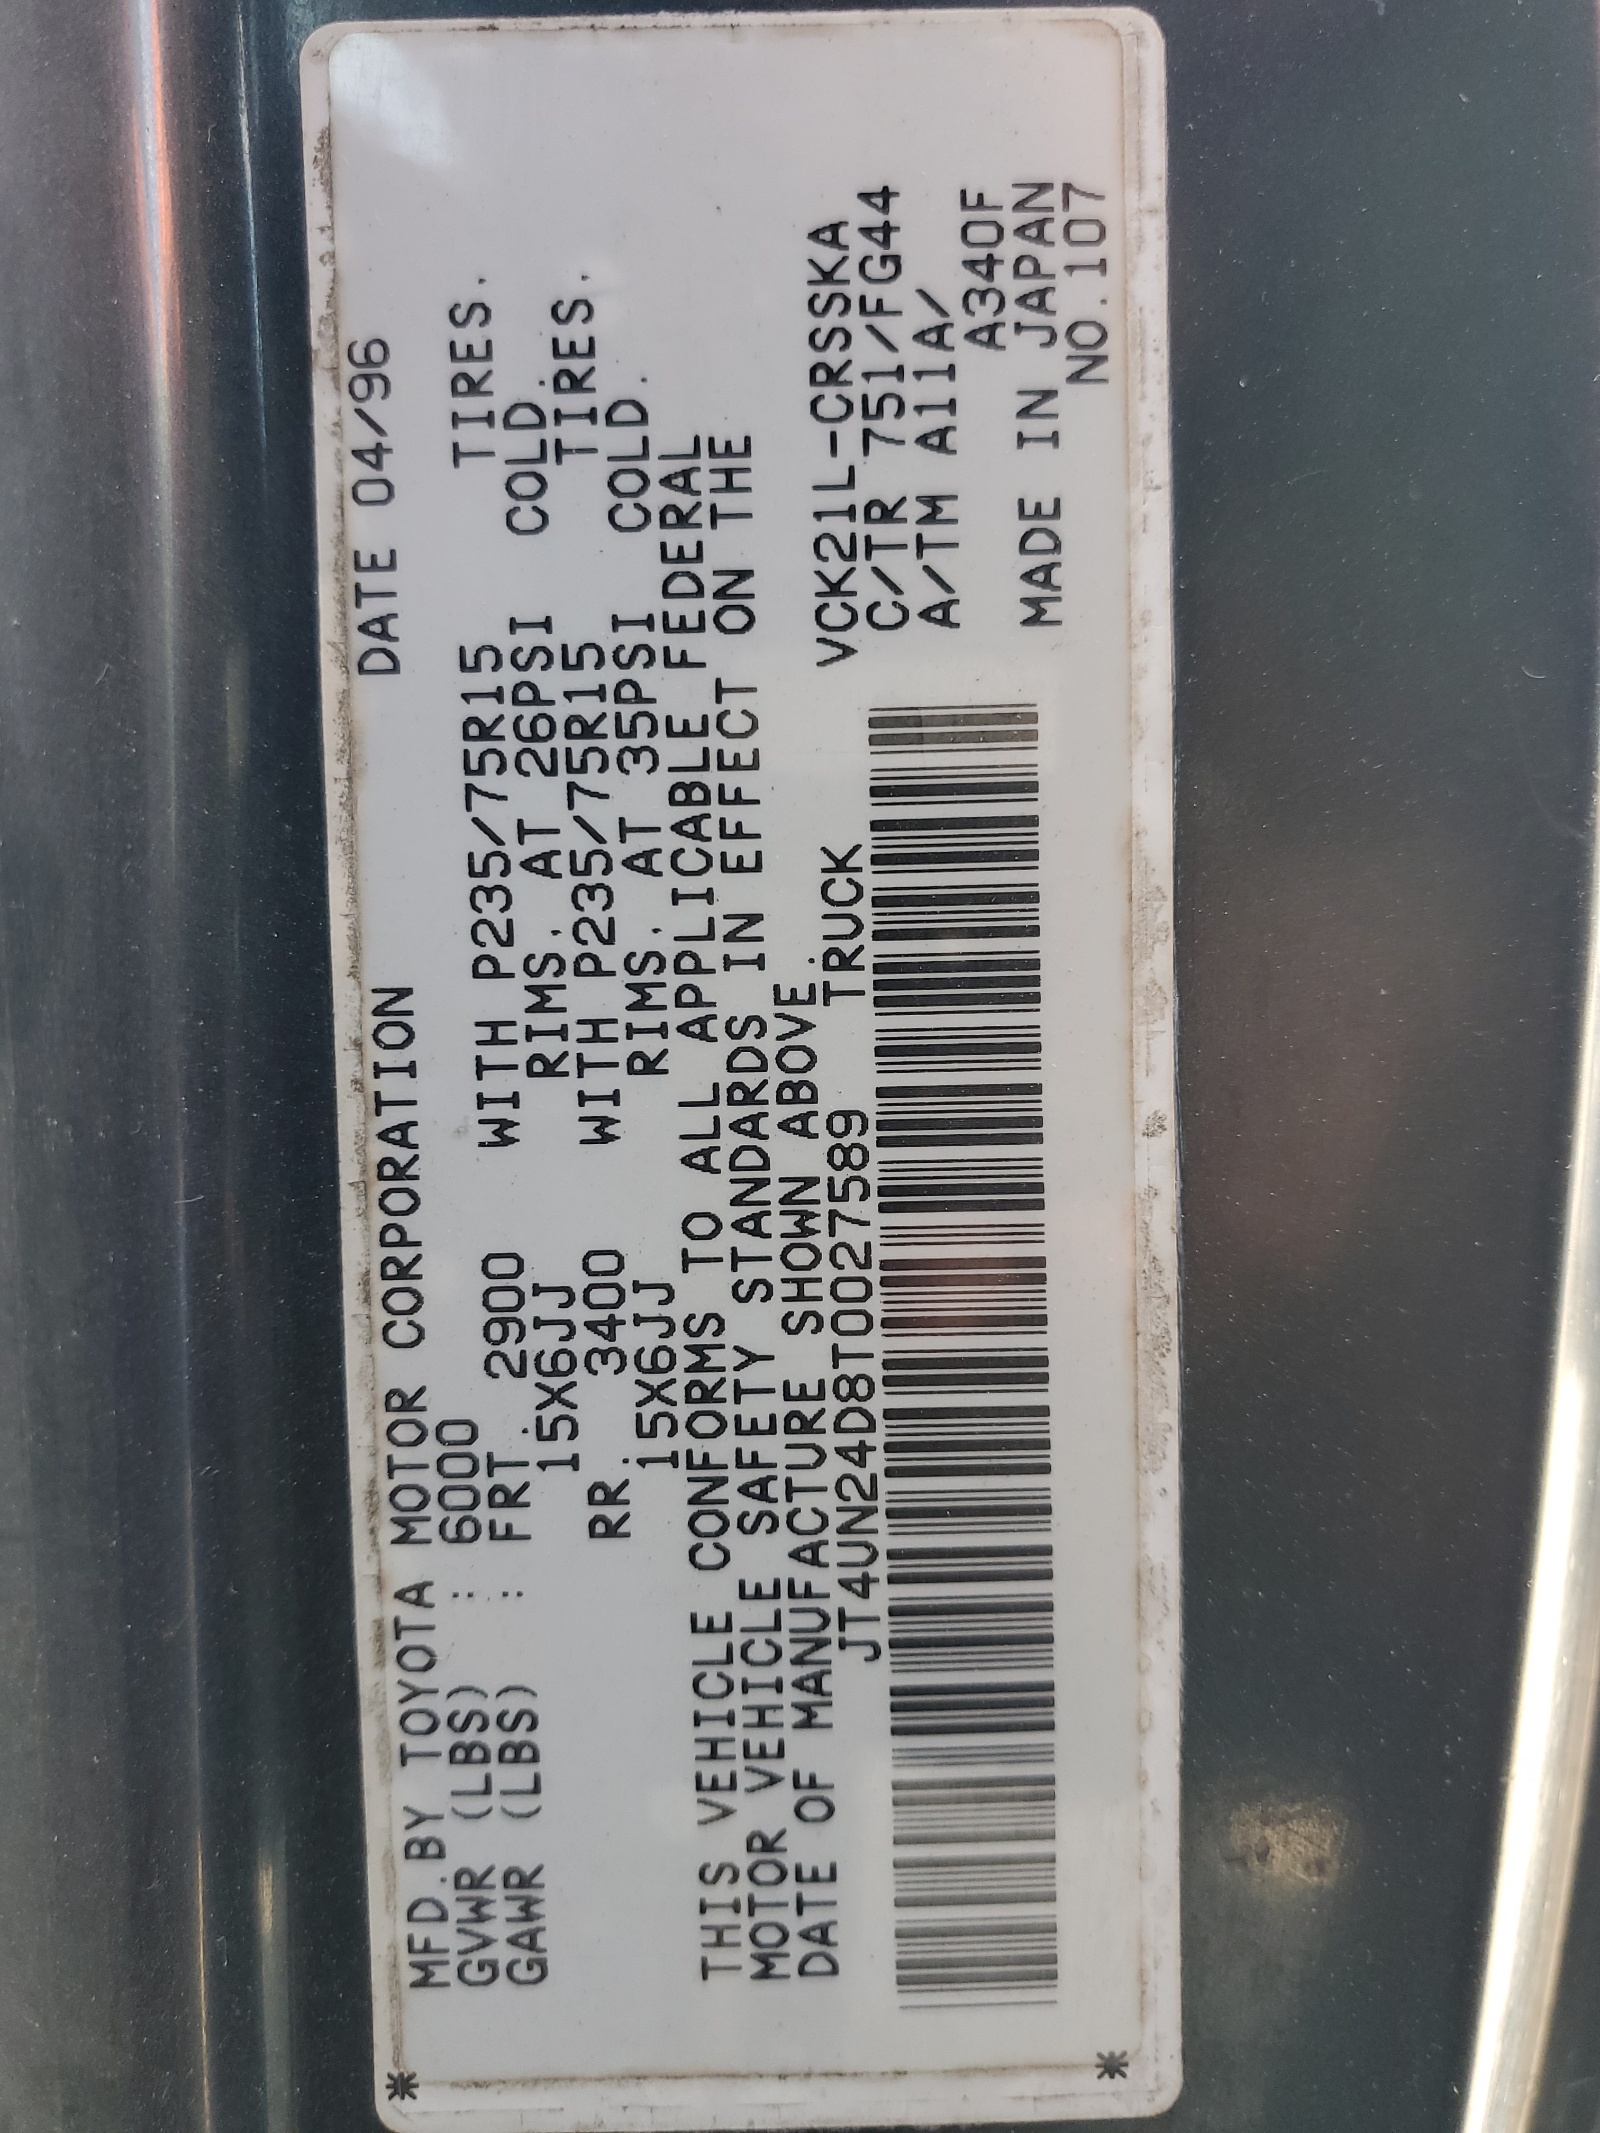 MFD.BY TOYOTA MOTOR CORPORATION DATE 04/96
GVWR (LBS) : 6000
GAWR (LBS) : FRT. 2900 WITH P235/75R15 TIRES.
15X6JJ RIMS. AT 26PSI COLD.
RR. 3400 WITH P235/75R15 TIRES.
15X6JJ RIMS. AT 35PSI COLD.
THIS VEHICLE CONFORMS TO ALL APPLICABLE FEDERAL
MOTOR VEHICLE SAFETY STANDARDS IN EFFECT ON THE
DATE OF MANUFACTURE SHOWN ABOVE.
JT4UN24D8T0027589 TRUCK VCK21L-CRSSKA
C/TR 751/FG44
A/TM A11A/
A340F
MADE IN JAPAN
NO.107